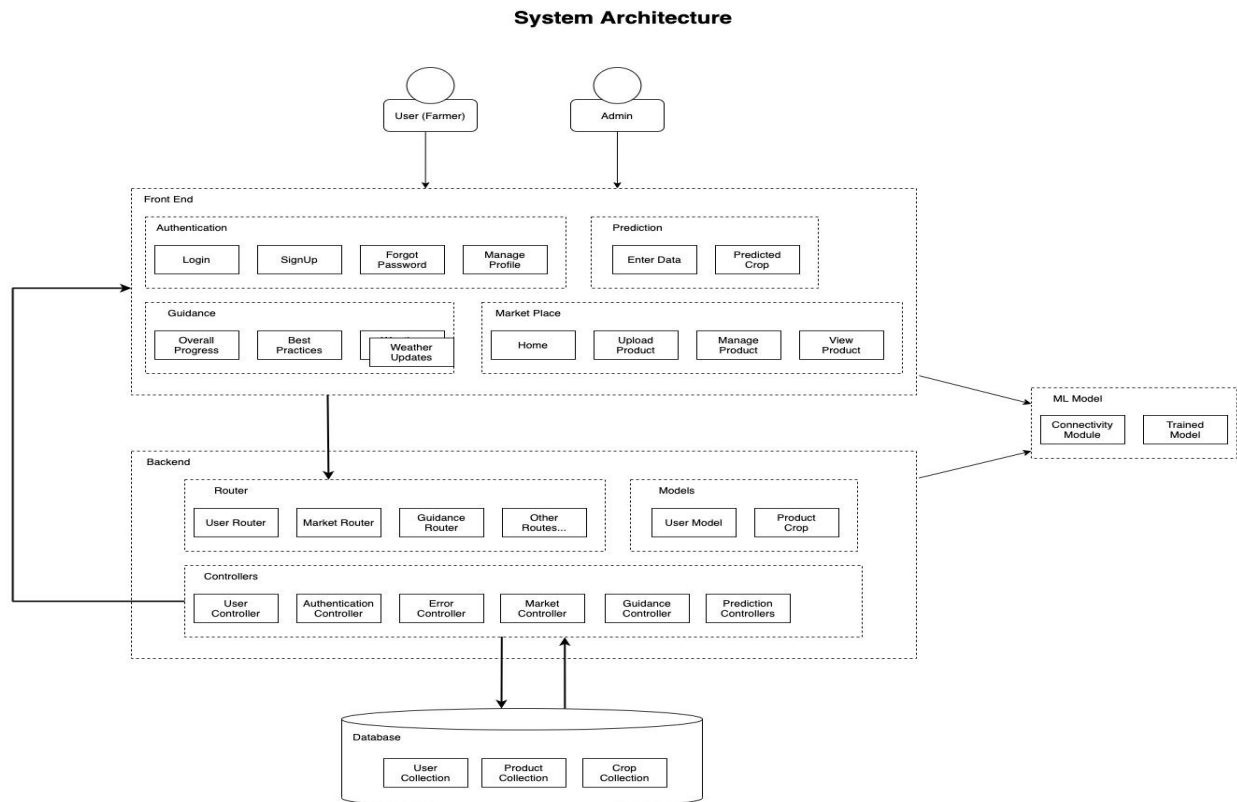 System Architecture
User (Farmer)
Admin
Front End
Authentication
Login
SignUp
Forgot
Password
Manage
Profile
Prediction
Enter Data
Predicted
Crop
Guidance
Overall
Progress
Best
Practices
Weather
Updates
Market Place
Home
Upload
Product
Manage
Product
View
Product
ML Model
Connectivity
Module
Trained
Model
Backend
Router
User Router
Market Router
Guidance
Router
Other
Routes...
Models
User Model
Product
Crop
Controllers
User
Controller
Authentication
Controller
Error
Controller
Market
Controller
Guidance
Controller
Prediction
Controllers
Database
User
Collection
Product
Collection
Crop
Collection